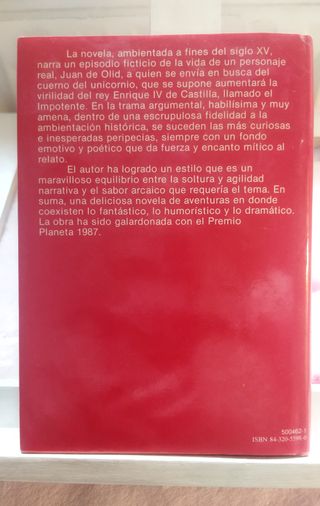 La novela, ambientada a fines del siglo XV,
narra un episodio ficticio de la vida de un personaje
real, Juan de Olid, a quien se envía en busca del
cuerno del unicornio, que se supone aumentará la
virilidad del rey Enrique IV de Castilla, llamado el
Impotente. En la trama argumental, habilísima y muy
amena, dentro de una escrupulosa fidelidad a la
ambientación histórica, se suceden las más curiosas
e inesperadas peripecias, siempre con un fondo
emotivo y poético que da fuerza y encanto mítico al
relato.
El autor ha logrado un estilo que es un
maravilloso equilibrio entre la soltura y agilidad
narrativa y el sabor arcaico que requería el tema. En
suma, una deliciosa novela de aventuras en donde
coexisten lo fantástico, lo humorístico y lo dramático.
La obra ha sido galardonada con el Premio
Planeta 1987.
500462-1
ISBN 84-320-5598-0